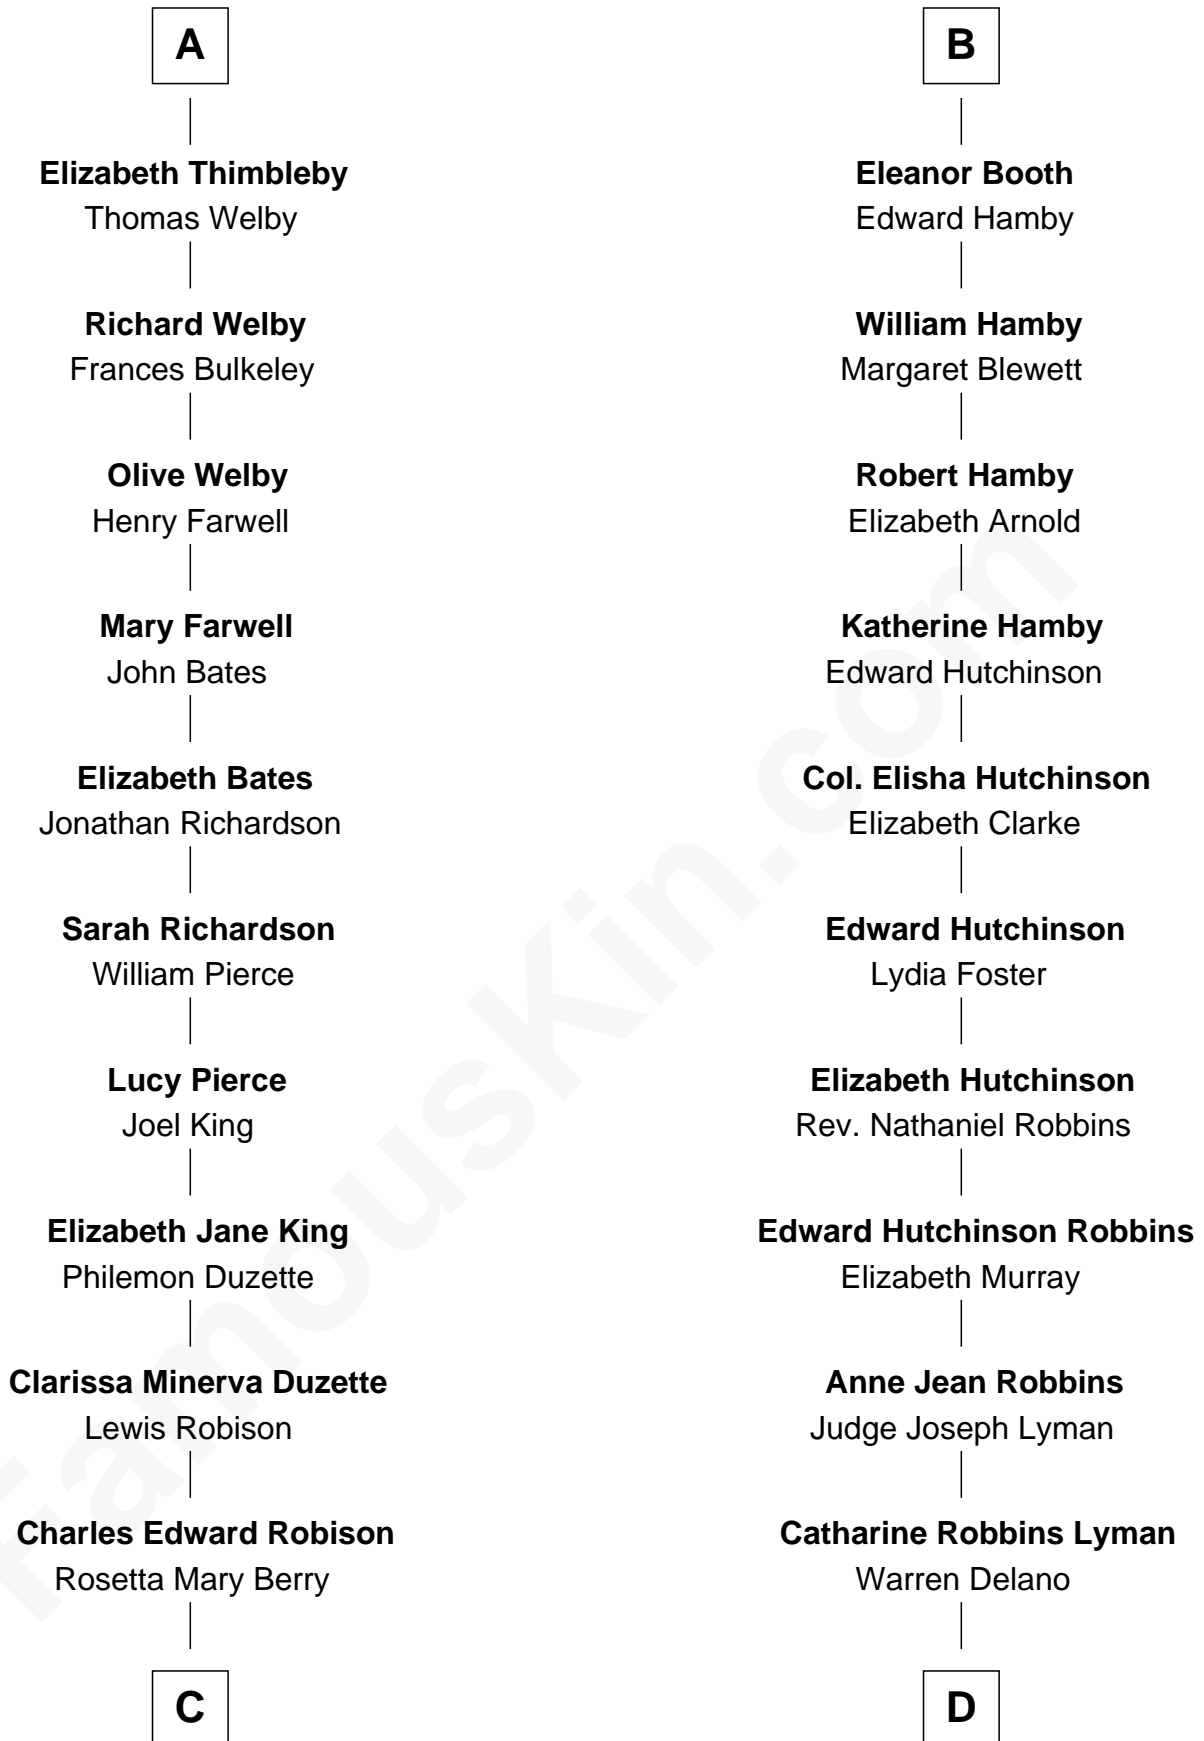 A
Elizabeth Thimbleby
Thomas Welby
Richard Welby
Frances Bulkeley
Olive Welby
Henry Farwell
Mary Farwell
John Bates
Elizabeth Bates
Jonathan Richardson
Sarah Richardson
William Pierce
Lucy Pierce
Joel King
Elizabeth Jane King
Philemon Duzette
Clarissa Minerva Duzette
Lewis Robison
Charles Edward Robison
Rosetta Mary Berry
C
B
Eleanor Booth
Edward Hamby
William Hamby
Margaret Blewett
Robert Hamby
Elizabeth Arnold
Katherine Hamby
Edward Hutchinson
Col. Elisha Hutchinson
Elizabeth Clarke
Edward Hutchinson
Lydia Foster
Elizabeth Hutchinson
Rev. Nathaniel Robbins
Edward Hutchinson Robbins
Elizabeth Murray
Anne Jean Robbins
Judge Joseph Lyman
Catharine Robbins Lyman
Warren Delano
D
FamousKin.com